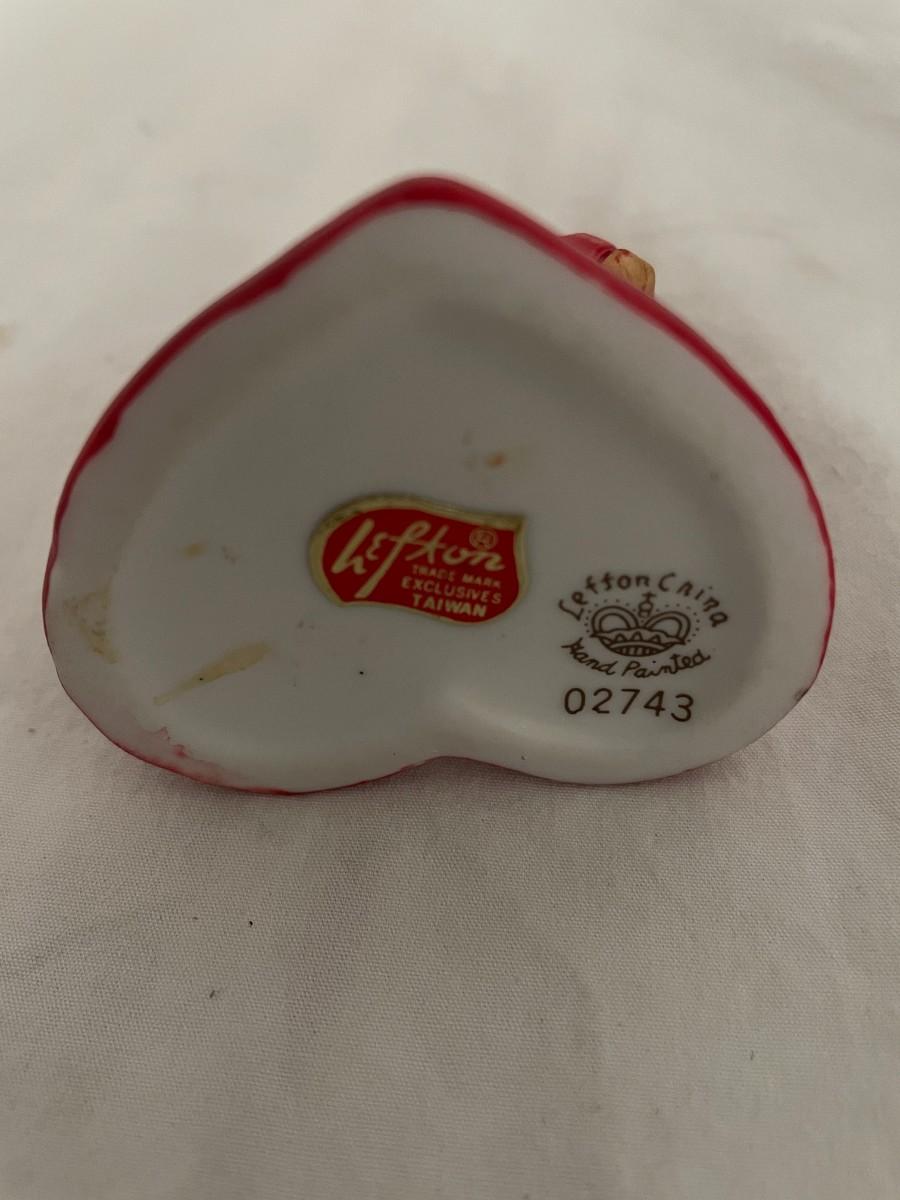 Lefton ®
TRADE MARK
EXCLUSIVES
TAIWAN
Lefton China
Hand Painted
02743